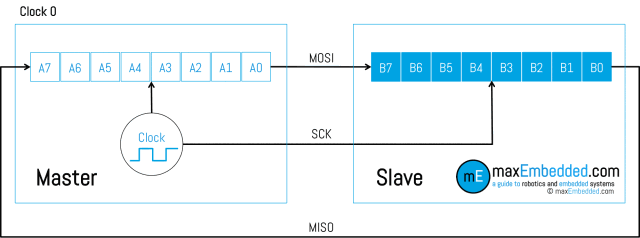 Clock 0
A7 A6 A5 A4 A3 A2 A1 A0
MOSI
B7 B6 B5 B4 B3 B2 B1 B0
Clock
SCK
Master
Slave
mE
maxEmbedded.com
a guide to robotics and embedded systems
© maxEmbedded.com
MISO